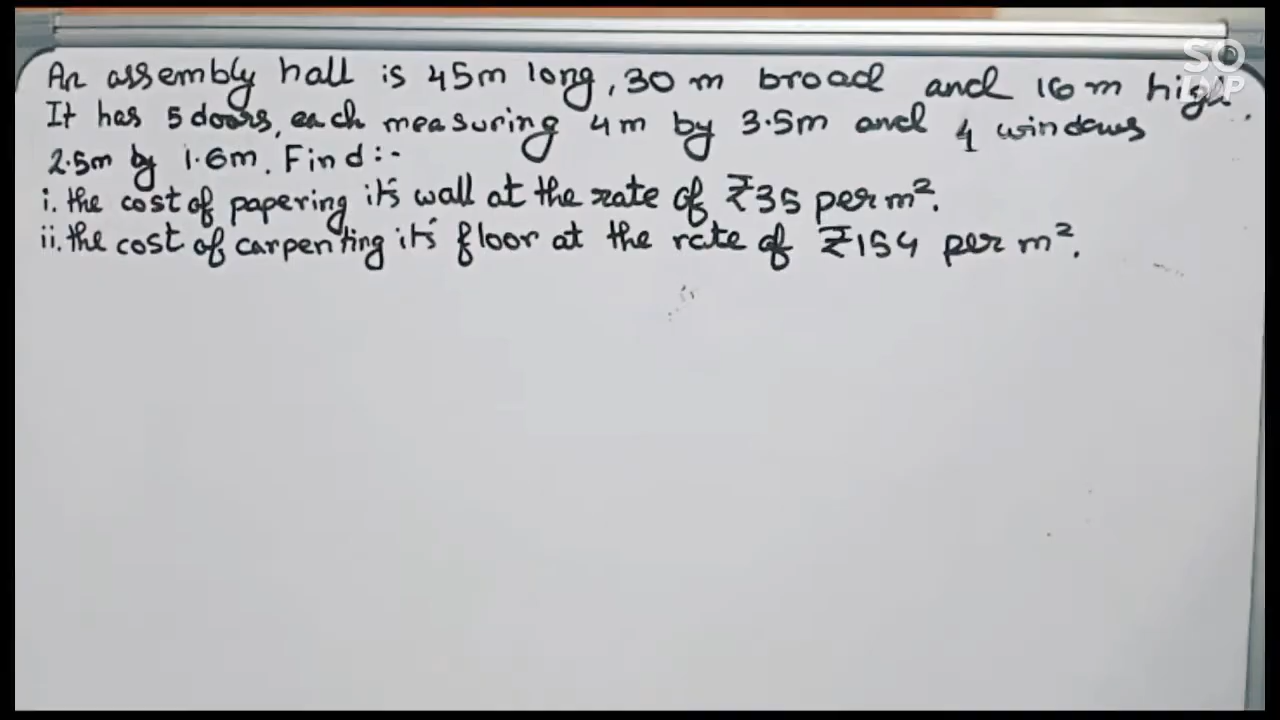 An assembly hall is 45m long, 30 m broad and 16 m high.
It has 5 doors, each measuring 4m by 3.5m and 4 windows
2.5m by 1.6m. Find :-
i. the cost of papering it's wall at the rate of ₹35 per m².
ii. the cost of carpenting it's floor at the rate of ₹154 per m².